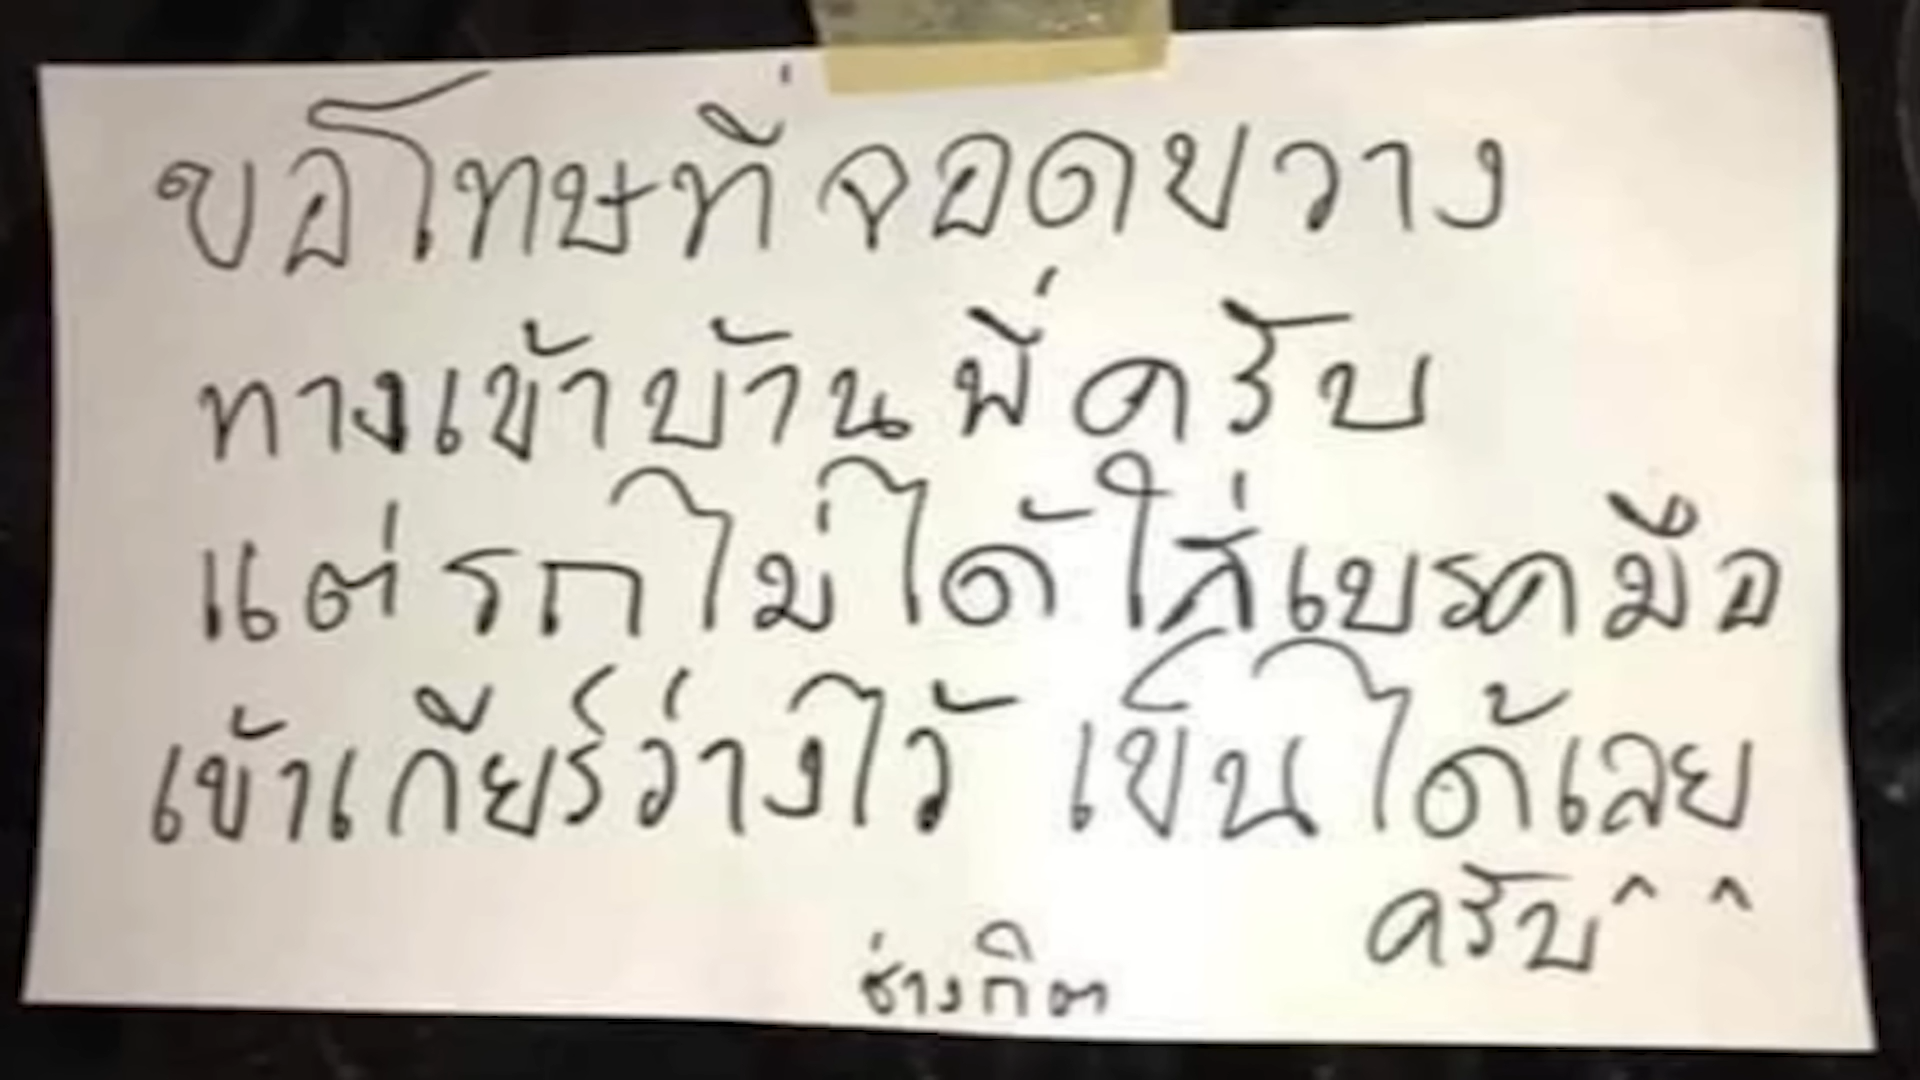 ขอโทษที่จอดขวาง
ทางเข้าบ้านพี่ครับ
แต่รถไม่ได้ใส่เบรคมือ
เข้าเกียร์ว่างไว้ เข็นได้เลย
ครับ ^ ^
ช่างกิต